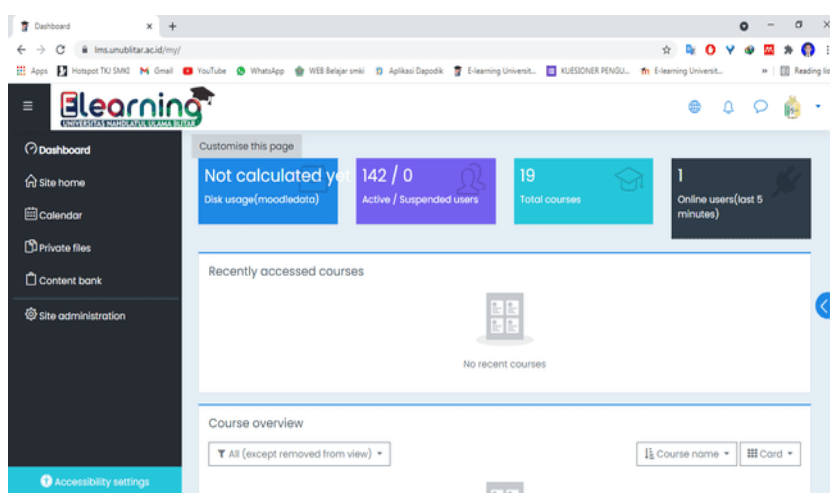 Dashboard
lms.unublitar.ac.id/my/
Apps
Hotspot TKJ SMKI
Gmail
YouTube
WhatsApp
WEB Belajar smki
Aplikasi Dapodik
E-learning Universit...
KUESIONER PENGU...
E-learning Universit...
»
Reading list
Elearning
UNIVERSITAS NAHDLATUL ULAMA BLITAR
Dashboard
Site home
Calendar
Private files
Content bank
Site administration
Accessibility settings
Customise this page
Not calculated yet
Disk usage(moodledata)
142 / 0
Active / Suspended users
19
Total courses
1
Online users(last 5
minutes)
Recently accessed courses
No recent courses
Course overview
All (except removed from view)
Course name
Card